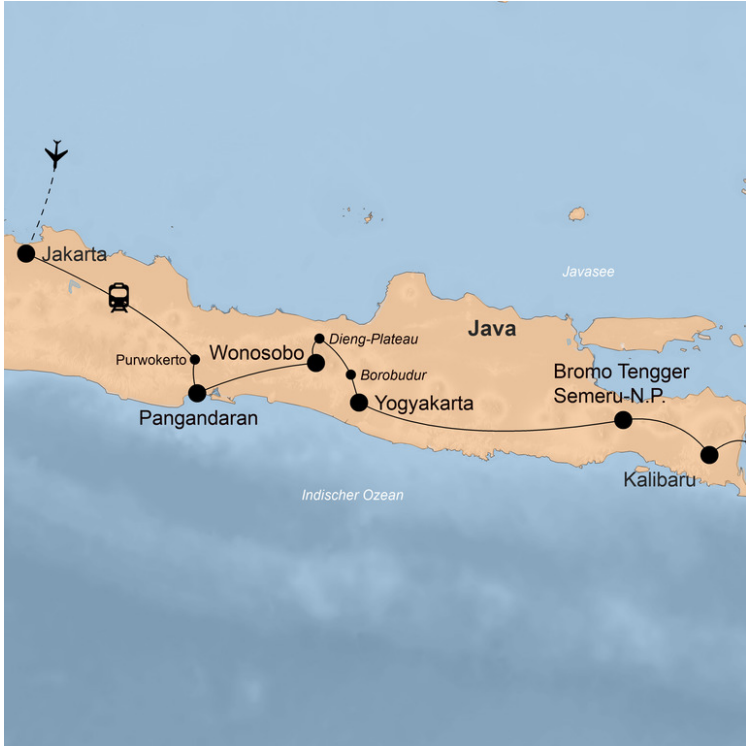 Jakarta
Javasee
Java
Dieng-Plateau
Wonosobo
Purwokerto
Borobudur
Bromo Tengger
Semeru-N.P.
Pangandaran
Yogyakarta
Kalibaru
Indischer Ozean